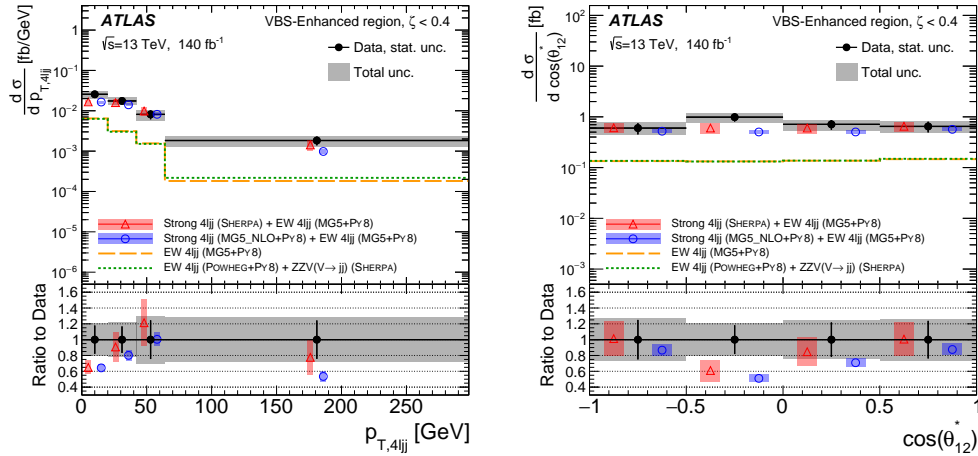 ATLAS
VBS-Enhanced region, ζ < 0.4
√s=13 TeV, 140 fb⁻¹
Data, stat. unc.
Total unc.
d σ / d p_T,4ljj [fb/GeV]
1
10⁻¹
10⁻²
10⁻³
10⁻⁴
10⁻⁵
10⁻⁶
Strong 4ljj (SHERPA) + EW 4ljj (MG5+PY8)
Strong 4ljj (MG5_NLO+PY8) + EW 4ljj (MG5+PY8)
EW 4ljj (MG5+PY8)
EW 4ljj (POWHEG+PY8) + ZZV(V→ jj) (SHERPA)
Ratio to Data
1.6
1.4
1.2
1
0.8
0.6
0.4
0 50 100 150 200 250
p_T,4ljj [GeV]
ATLAS
VBS-Enhanced region, ζ < 0.4
√s=13 TeV, 140 fb⁻¹
Data, stat. unc.
Total unc.
d σ / d cos(θ*₁₂) [fb]
10²
10
1
10⁻¹
10⁻²
10⁻³
Strong 4ljj (SHERPA) + EW 4ljj (MG5+PY8)
Strong 4ljj (MG5_NLO+PY8) + EW 4ljj (MG5+PY8)
EW 4ljj (MG5+PY8)
EW 4ljj (POWHEG+PY8) + ZZV(V→ jj) (SHERPA)
Ratio to Data
1.6
1.4
1.2
1
0.8
0.6
0.4
−1 −0.5 0 0.5 1
cos(θ*₁₂)